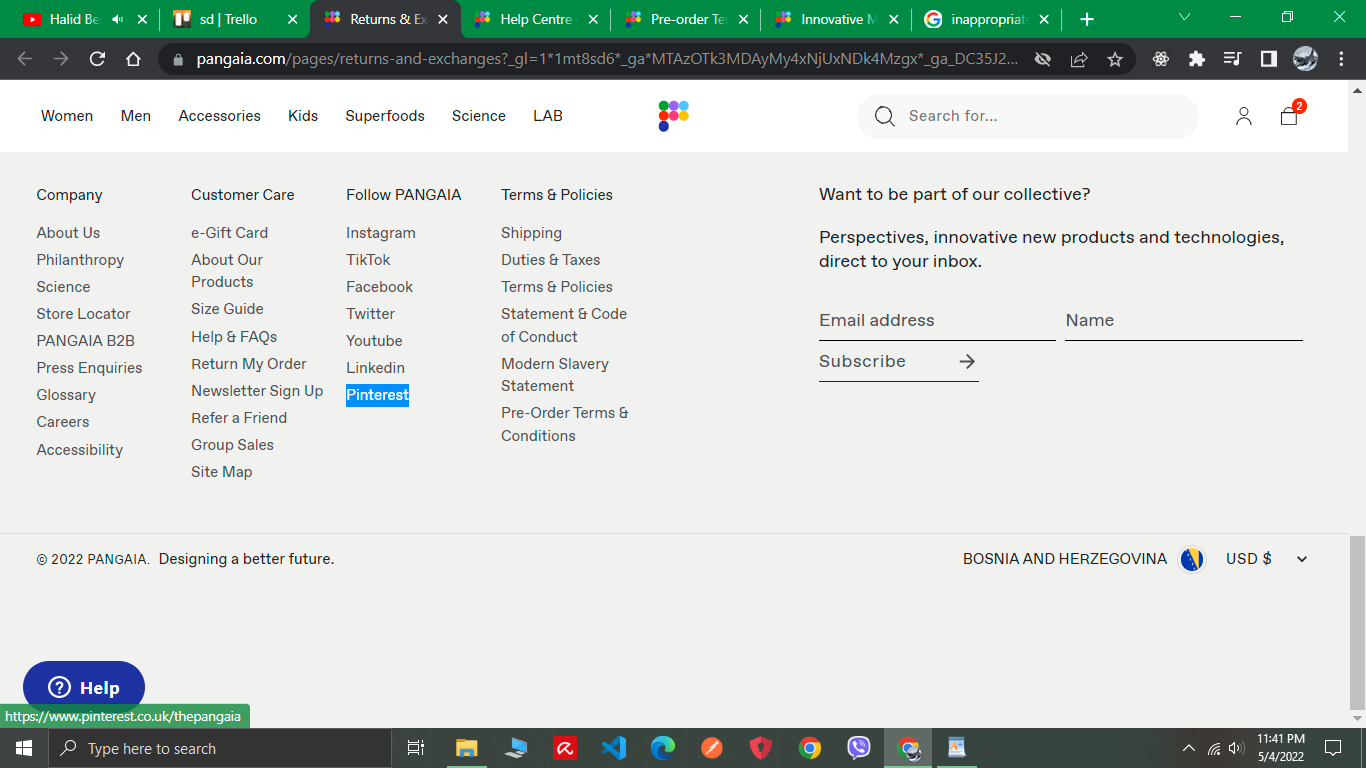 Halid Be
sd | Trello
Returns & Ex
Help Centre
Pre-order Te
Innovative M
inappropriate
pangaia.com/pages/returns-and-exchanges?_gl=1*1mt8sd6*_ga*MTAzOTk3MDAyMy4xNjUxNDk4Mzgx*_ga_DC35J2...
Women
Men
Accessories
Kids
Superfoods
Science
LAB
Search for...
2
Company
About Us
Philanthropy
Science
Store Locator
PANGAIA B2B
Press Enquiries
Glossary
Careers
Accessibility
Customer Care
e-Gift Card
About Our
Products
Size Guide
Help & FAQs
Return My Order
Newsletter Sign Up
Refer a Friend
Group Sales
Site Map
Follow PANGAIA
Instagram
TikTok
Facebook
Twitter
Youtube
Linkedin
Pinterest
Terms & Policies
Shipping
Duties & Taxes
Terms & Policies
Statement & Code
of Conduct
Modern Slavery
Statement
Pre-Order Terms &
Conditions
Want to be part of our collective?
Perspectives, innovative new products and technologies,
direct to your inbox.
Email address
Name
Subscribe
© 2022 PANGAIA. Designing a better future.
BOSNIA AND HERZEGOVINA
USD $
Help
https://www.pinterest.co.uk/thepangaia
Type here to search
11:41 PM
5/4/2022